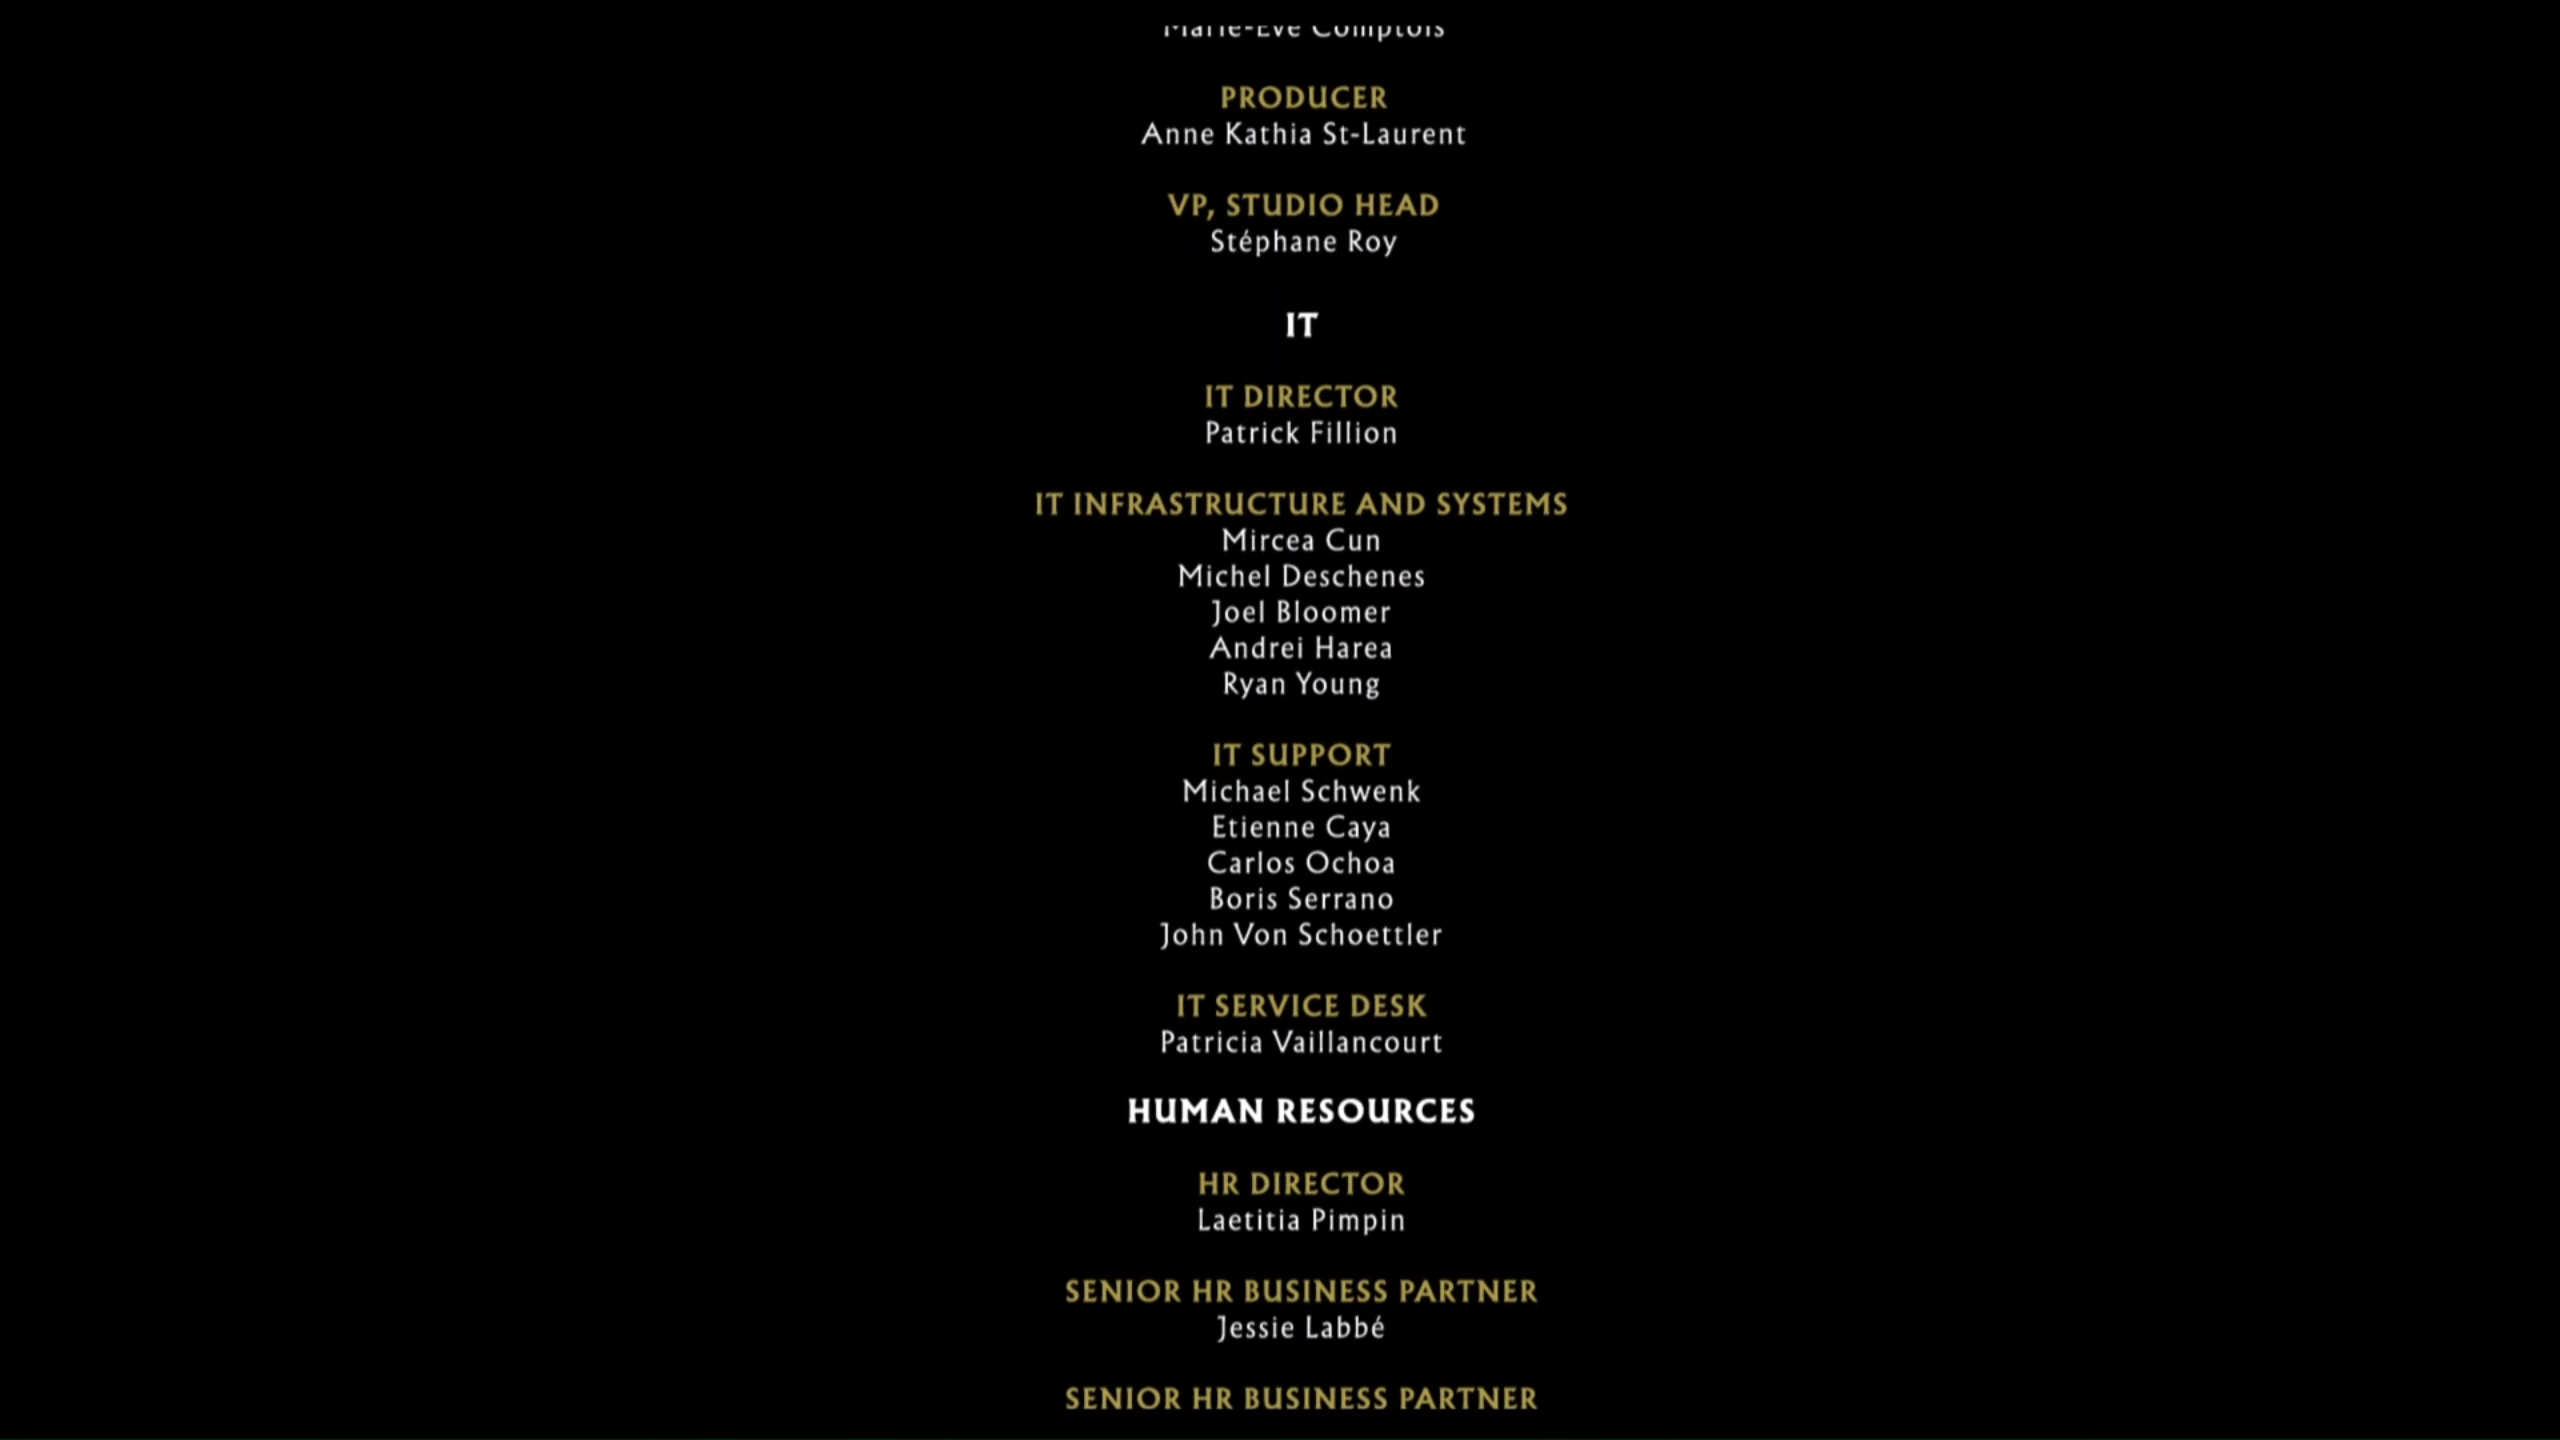 Marie-Eve Comptois
PRODUCER
Anne Kathia St-Laurent
VP, STUDIO HEAD
Stéphane Roy
IT
IT DIRECTOR
Patrick Fillion
IT INFRASTRUCTURE AND SYSTEMS
Mircea Cun
Michel Deschenes
Joel Bloomer
Andrei Harea
Ryan Young
IT SUPPORT
Michael Schwenk
Etienne Caya
Carlos Ochoa
Boris Serrano
John Von Schoettler
IT SERVICE DESK
Patricia Vaillancourt
HUMAN RESOURCES
HR DIRECTOR
Laetitia Pimpin
SENIOR HR BUSINESS PARTNER
Jessie Labbé
SENIOR HR BUSINESS PARTNER